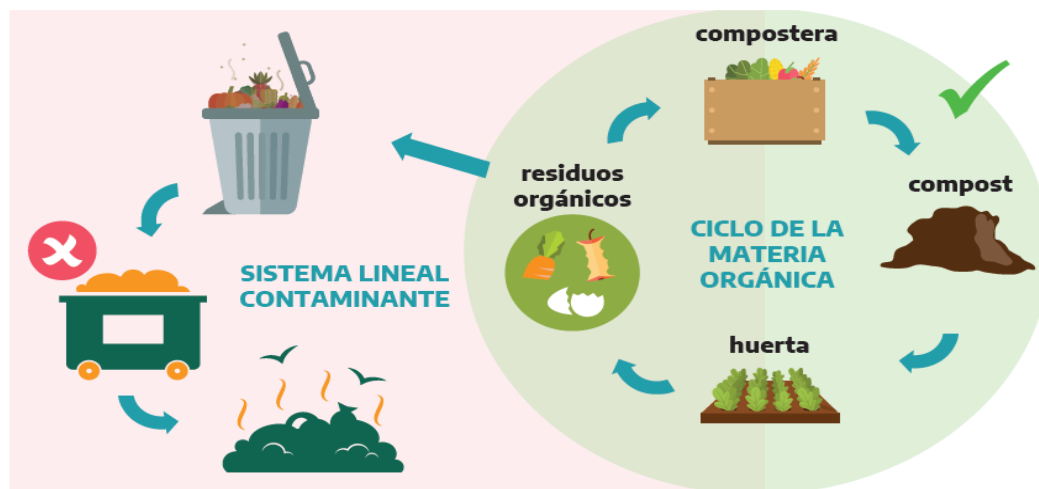 compostera
residuos
orgánicos
compost
CICLO DE LA
MATERIA
ORGÁNICA
SISTEMA LINEAL
CONTAMINANTE
huerta